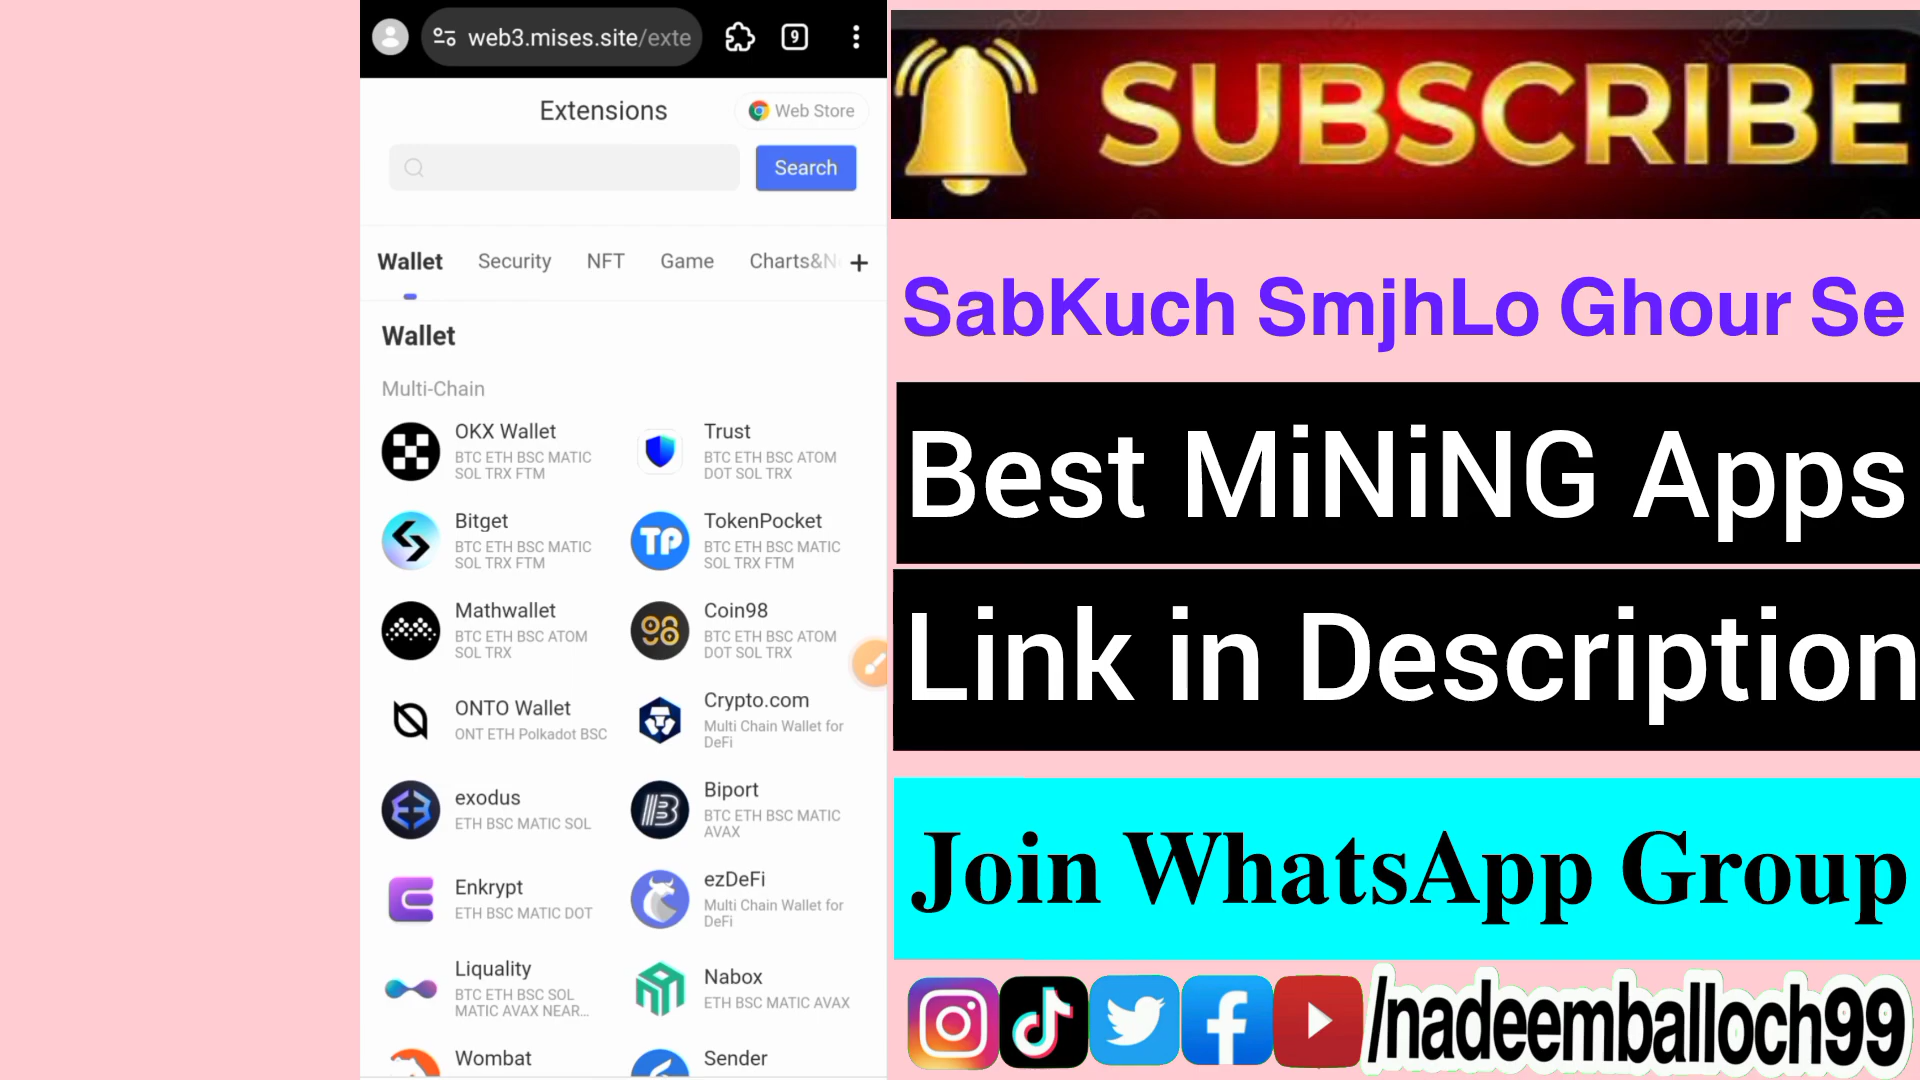 web3.mises.site/exte
9
Extensions
Web Store
Search
Wallet Security NFT Game Charts&N
Wallet
Multi-Chain
OKX Wallet
BTC ETH BSC MATIC
SOL TRX FTM
Trust
BTC ETH BSC ATOM
DOT SOL TRX
Bitget
BTC ETH BSC MATIC
SOL TRX FTM
TokenPocket
BTC ETH BSC MATIC
SOL TRX FTM
Mathwallet
BTC ETH BSC ATOM
SOL TRX
Coin98
BTC ETH BSC ATOM
DOT SOL TRX
ONTO Wallet
ONT ETH Polkadot BSC
Crypto.com
Multi Chain Wallet for
DeFi
exodus
ETH BSC MATIC SOL
Biport
BTC ETH BSC MATIC
AVAX
Enkrypt
ETH BSC MATIC DOT
ezDeFi
Multi Chain Wallet for
DeFi
Liquality
BTC ETH BSC SOL
MATIC AVAX NEAR...
Nabox
ETH BSC MATIC AVAX
Wombat
Sender
SUBSCRIBE
SabKuch SmjhLo Ghour Se
Best MiNiNG Apps
Link in Description
Join WhatsApp Group
/nadeemballoch99